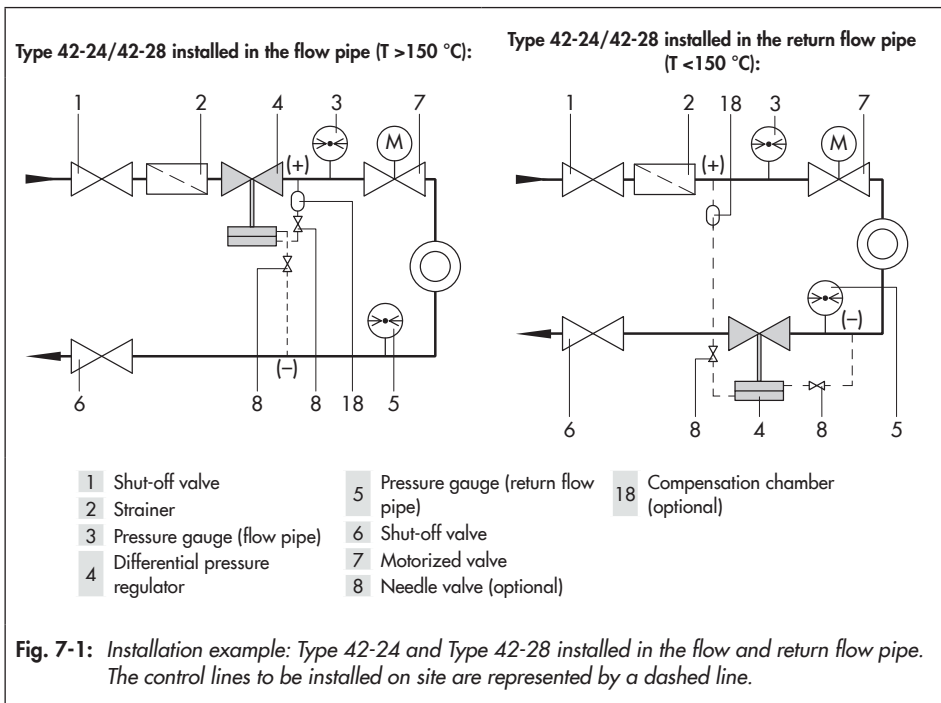 Type 42-24/42-28 installed in the flow pipe (T >150 °C):
1
2
4
3
7
M
(+)
(–)
6
8
8
18
5
Type 42-24/42-28 installed in the return flow pipe
(T <150 °C):
1
2
18
3
7
M
(+)
(–)
6
8
4
8
5
1 Shut-off valve
2 Strainer
3 Pressure gauge (flow pipe)
4 Differential pressure
regulator
5 Pressure gauge (return flow
pipe)
6 Shut-off valve
7 Motorized valve
8 Needle valve (optional)
18 Compensation chamber
(optional)
Fig. 7-1: Installation example: Type 42-24 and Type 42-28 installed in the flow and return flow pipe.
The control lines to be installed on site are represented by a dashed line.